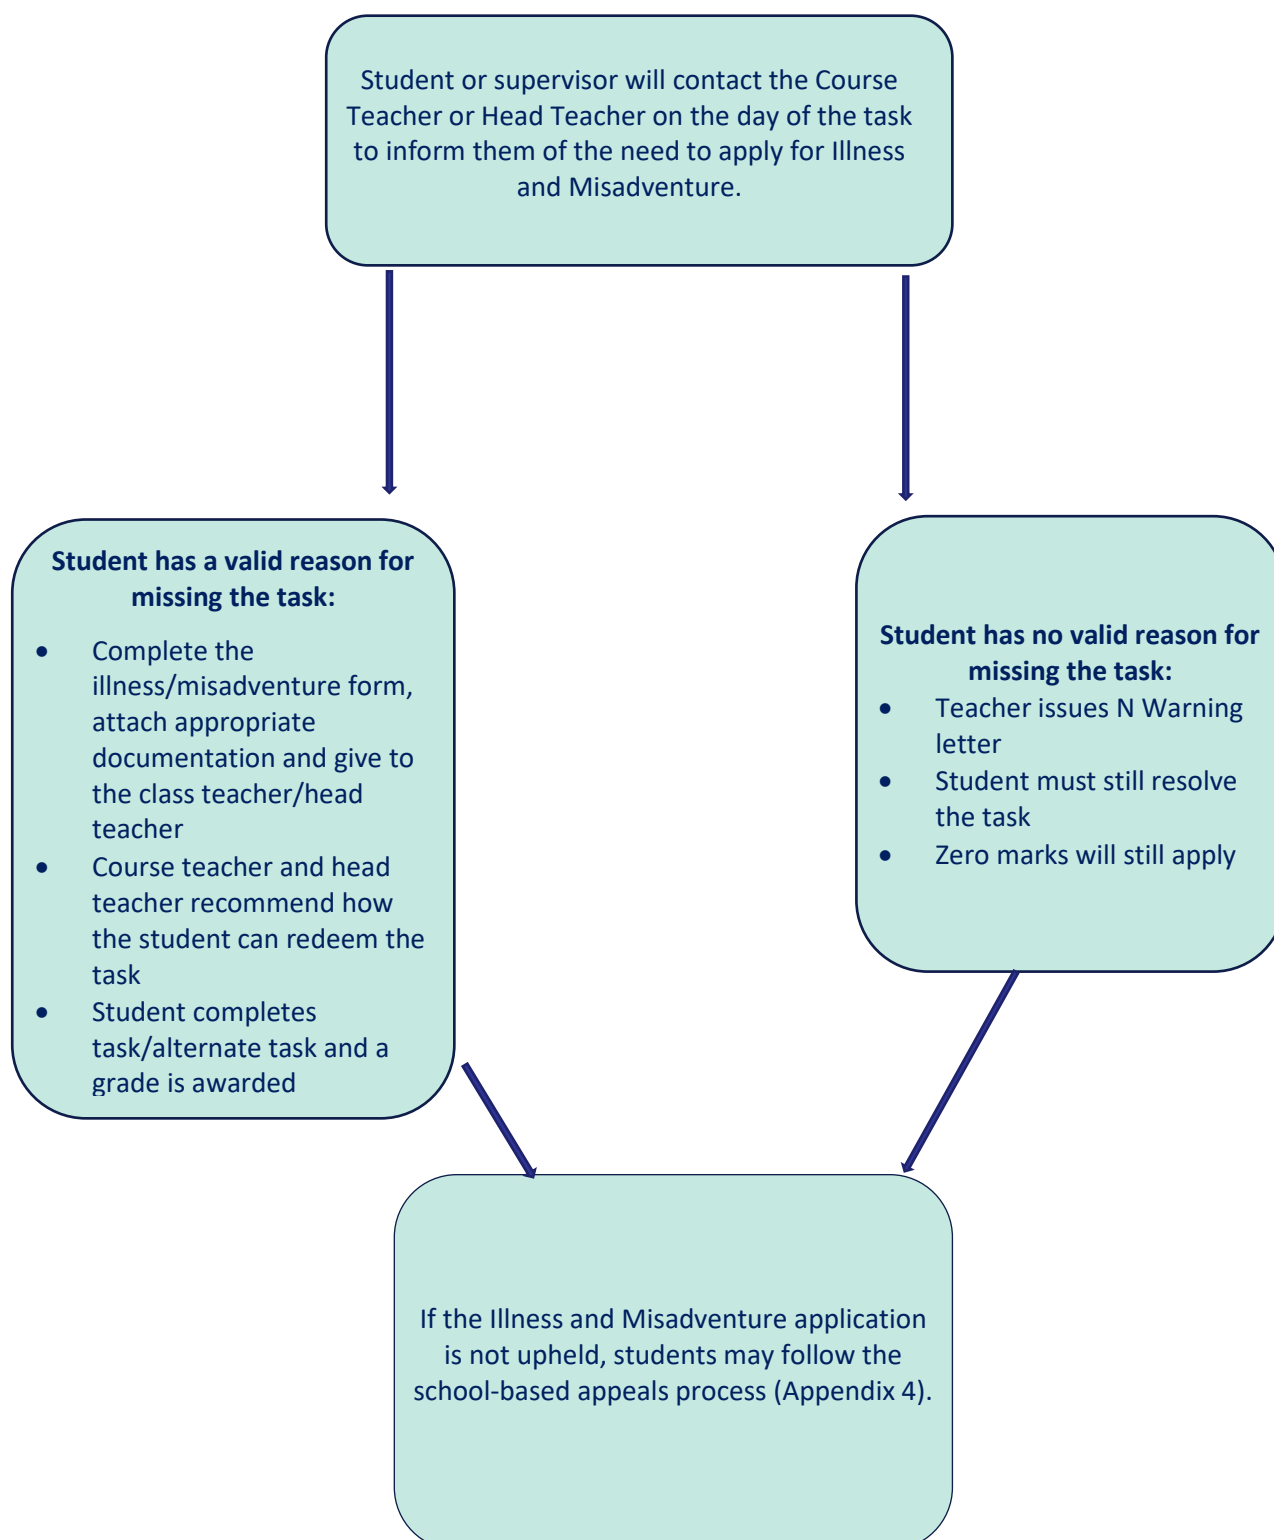 Student or supervisor will contact the Course
Teacher or Head Teacher on the day of the task
to inform them of the need to apply for Illness
and Misadventure.
Student has a valid reason for
missing the task:
• Complete the
illness/misadventure form,
attach appropriate
documentation and give to
the class teacher/head
teacher
• Course teacher and head
teacher recommend how
the student can redeem the
task
• Student completes
task/alternate task and a
grade is awarded
Student has no valid reason for
missing the task:
• Teacher issues N Warning
letter
• Student must still resolve
the task
• Zero marks will still apply
If the Illness and Misadventure application
is not upheld, students may follow the
school-based appeals process (Appendix 4).